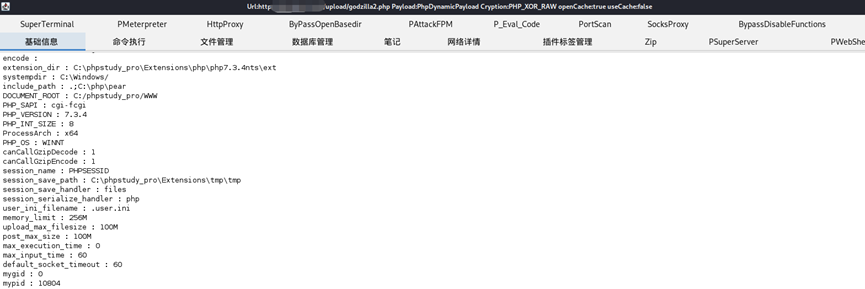 Url:http /upload/godzilla2.php Payload:PhpDynamicPayload Cryption:PHP_XOR_RAW openCache:true useCache:false
SuperTerminal PMeterpreter HttpProxy ByPassOpenBasedir PAttackFPM P_Eval_Code PortScan SocksProxy BypassDisableFunctions
基础信息 命令执行 文件管理 数据库管理 笔记 网络详情 插件标签管理 Zip PSuperServer PWebShe
encode :
extension_dir : C:\phpstudy_pro\Extensions\php\php7.3.4nts\ext
systempdir : C:\Windows/
include_path : .;C:\php\pear
DOCUMENT_ROOT : C:/phpstudy_pro/WWW
PHP_SAPI : cgi-fcgi
PHP_VERSION : 7.3.4
PHP_INT_SIZE : 8
ProcessArch : x64
PHP_OS : WINNT
canCallGzipDecode : 1
canCallGzipEncode : 1
session_name : PHPSESSID
session_save_path : C:\phpstudy_pro\Extensions\tmp\tmp
session_save_handler : files
session_serialize_handler : php
user_ini_filename : .user.ini
memory_limit : 256M
upload_max_filesize : 100M
post_max_size : 100M
max_execution_time : 0
max_input_time : 60
default_socket_timeout : 60
mygid : 0
mypid : 10804